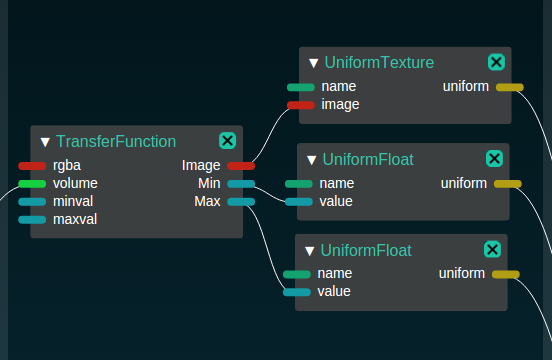 ▼ UniformTexture
name uniform
image
▼ TransferFunction
rgba Image
volume Min
minval Max
maxval
▼ UniformFloat
name uniform
value
▼ UniformFloat
name uniform
value